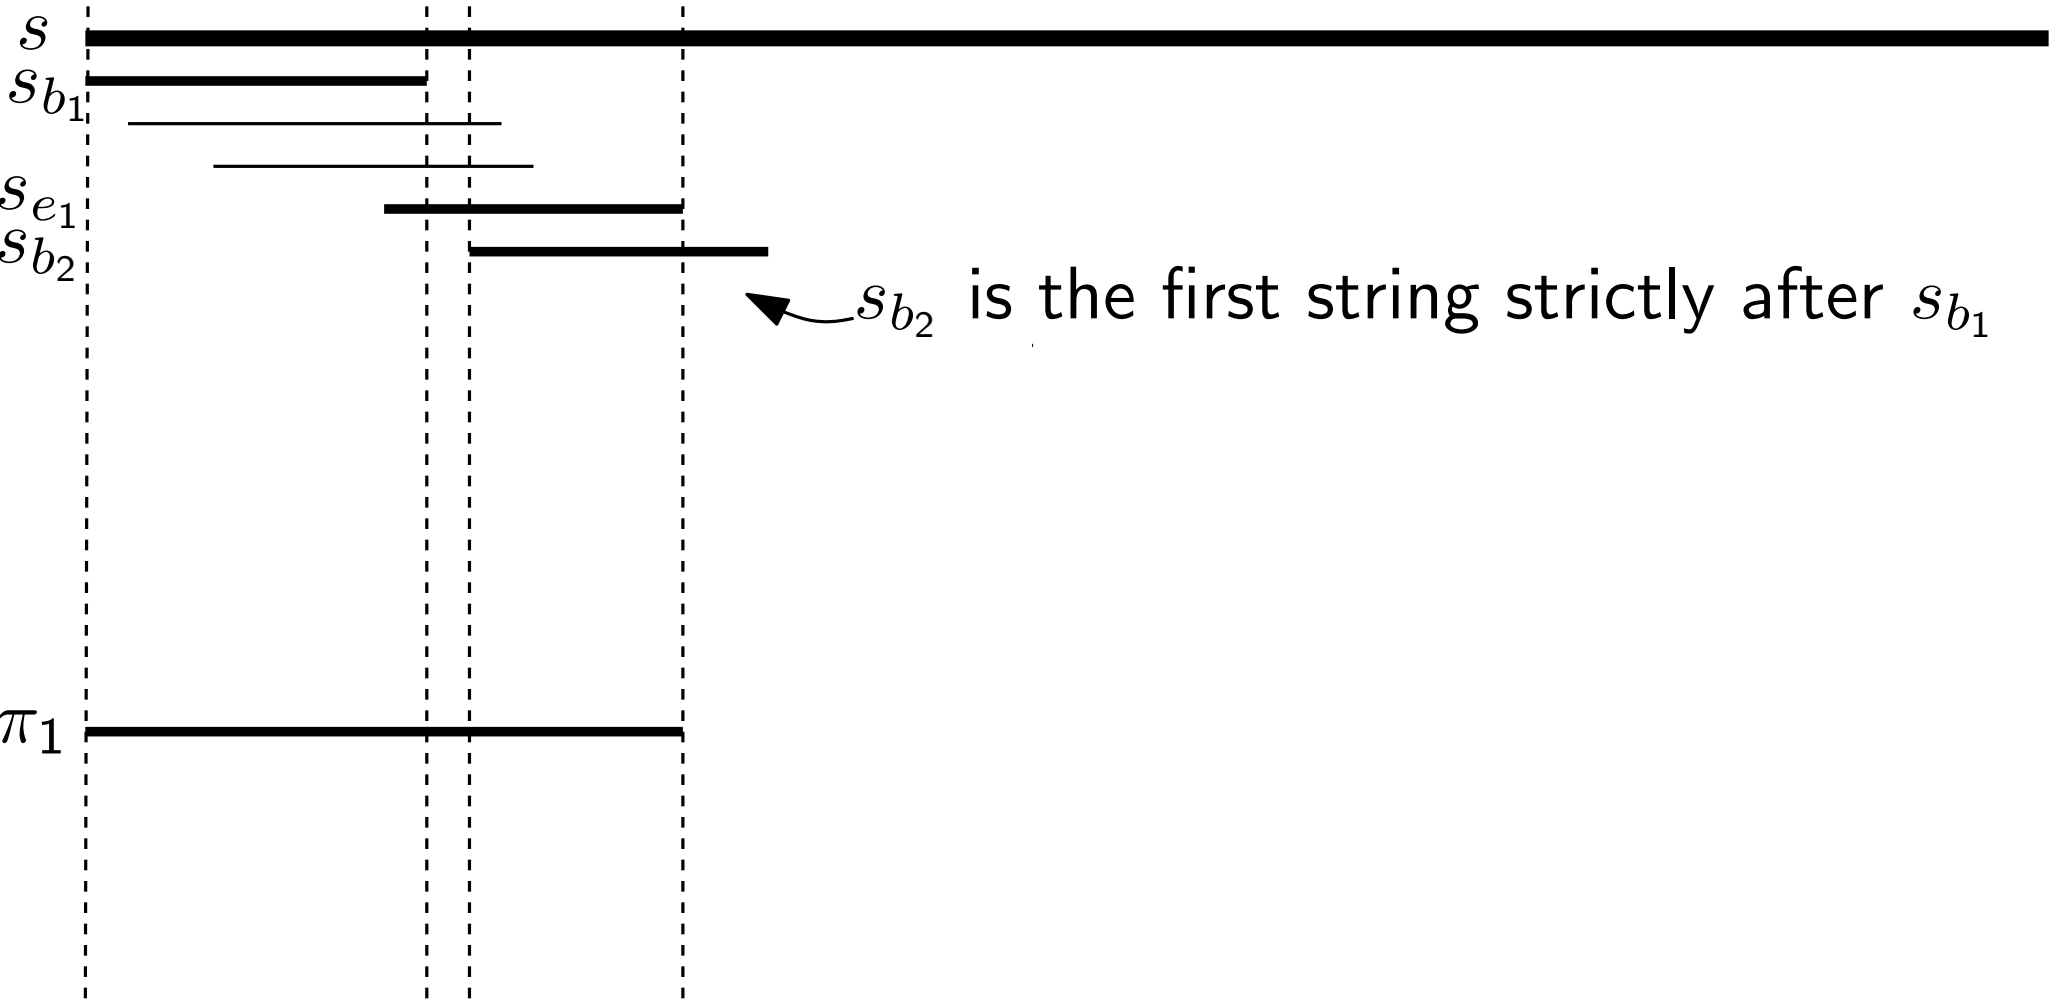 s
s_{b_1}
s_{e_1}
s_{b_2}
s_{b_2} is the first string strictly after s_{b_1}
π_1